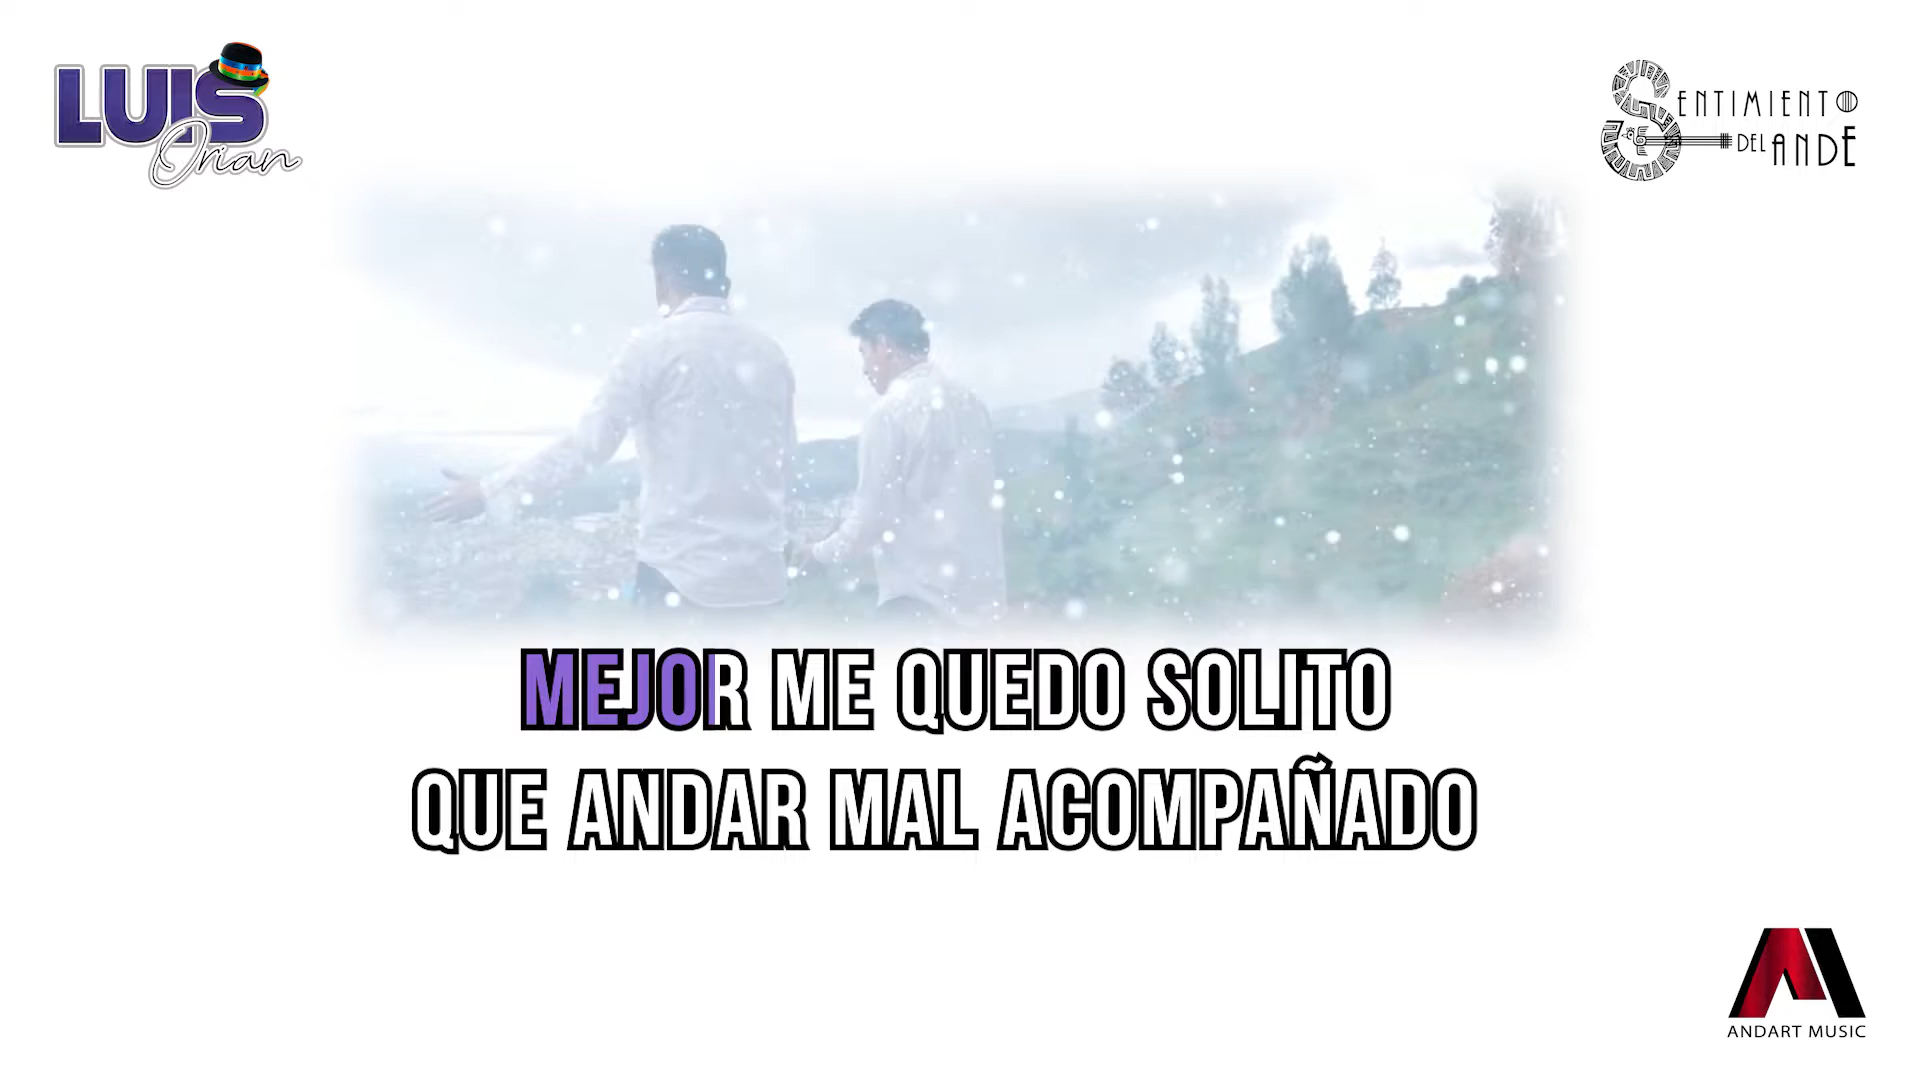 LUIS
Orian
SENTIMIENTO
DEL ANDE
MEJOR ME QUEDO SOLITO
QUE ANDAR MAL ACOMPAÑADO
ANDART MUSIC